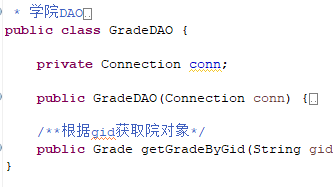 * 学院DAO
public class GradeDAO {
private Connection conn;
public GradeDAO(Connection conn) {
/**根据gid获取院对象*/
public Grade getGradeByGid(String gid
}